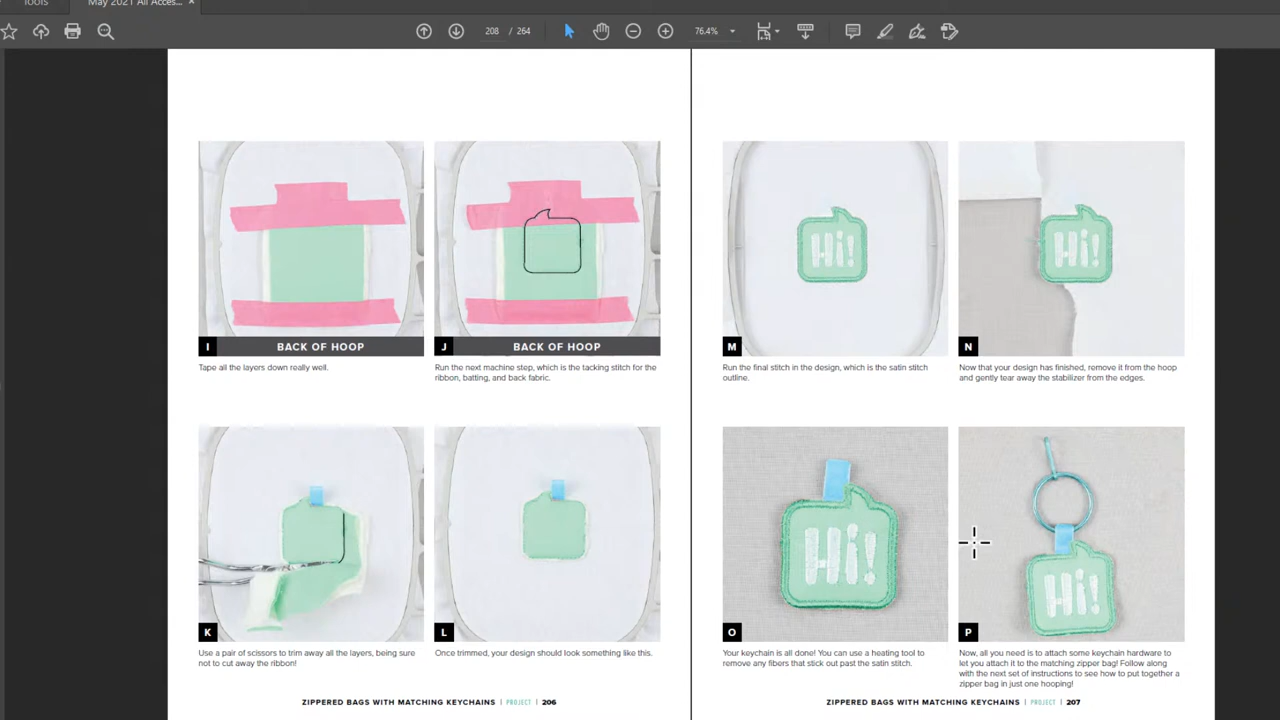 Tools
May 2021 All Acces... ×
208 / 264
76.4%
I
BACK OF HOOP
Tape all the layers down really well.
J
BACK OF HOOP
Run the next machine step, which is the tacking stitch for the
ribbon, batting, and back fabric.
K
Use a pair of scissors to trim away all the layers, being sure
not to cut away the ribbon!
L
Once trimmed, your design should look something like this.
ZIPPERED BAGS WITH MATCHING KEYCHAINS | PROJECT | 206
Hi!
M
Run the final stitch in the design, which is the satin stitch
outline.
Hi!
N
Now that your design has finished, remove it from the hoop
and gently tear away the stabilizer from the edges.
Hi!
O
Your keychain is all done! You can use a heating tool to
remove any fibers that stick out past the satin stitch.
Hi!
P
Now, all you need is to attach some keychain hardware to
let you attach it to the matching zipper bag! Follow along
with the next set of instructions to see how to put together a
zipper bag in just one hooping!
ZIPPERED BAGS WITH MATCHING KEYCHAINS | PROJECT | 207